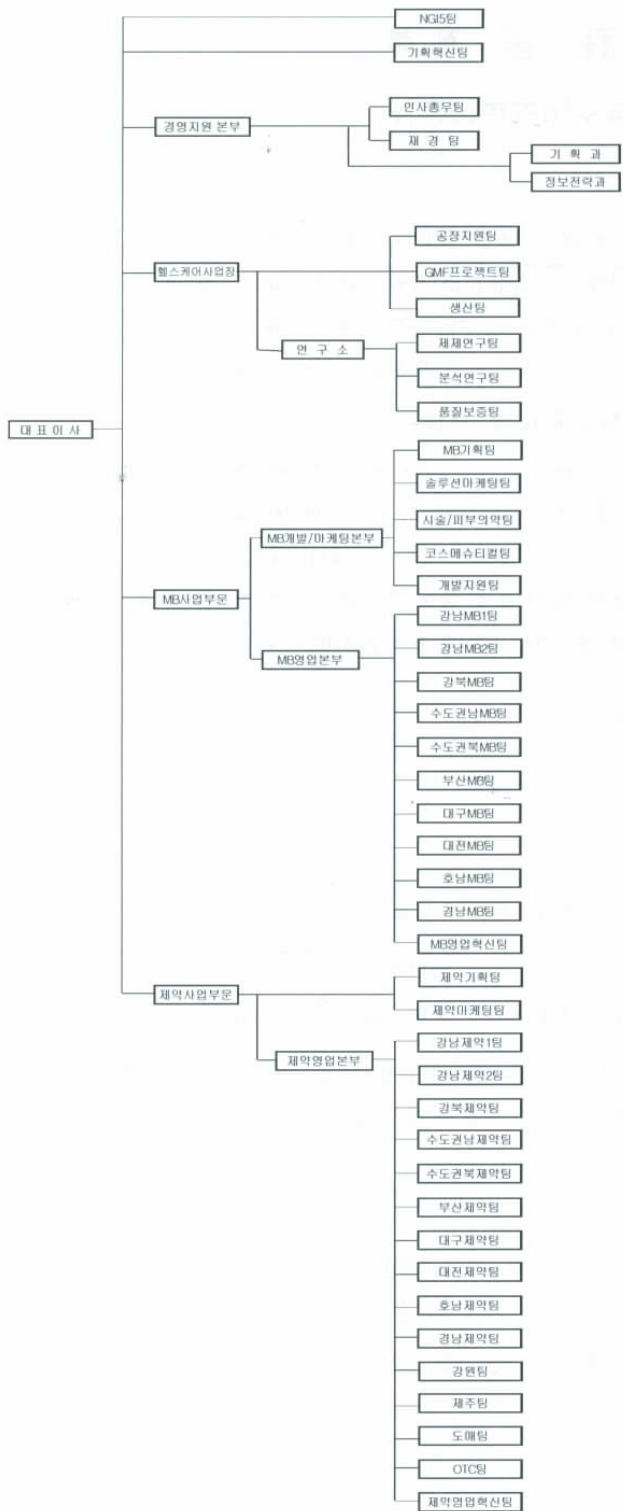 NGI5팀
기획혁신팀
인사총무팀
경영지원 본부
재 경 팀
기 획 과
정보전략과
공장지원팀
헬스케어사업장
GMF프로젝트팀
생산팀
연 구 소
제제연구팀
분석연구팀
품질보증팀
대 표 이 사
MB기획팀
솔루션마케팅팀
시술/피부의약팀
MB개발/마케팅본부
코스메슈티컬팀
개발지원팀
MB사업부문
강남MB1팀
강남MB2팀
MB영업본부
강북MB팀
수도권남MB팀
수도권북MB팀
부산MB팀
대구MB팀
대전MB팀
호남MB팀
경남MB팀
MB영업혁신팀
제약기획팀
제약사업부문
제약마케팅팀
강남제약1팀
제약영업본부
강남제약2팀
강북제약팀
수도권남제약팀
수도권북제약팀
부산제약팀
대구제약팀
대전제약팀
호남제약팀
경남제약팀
강원팀
제주팀
도매팀
OTC팀
제약영업혁신팀